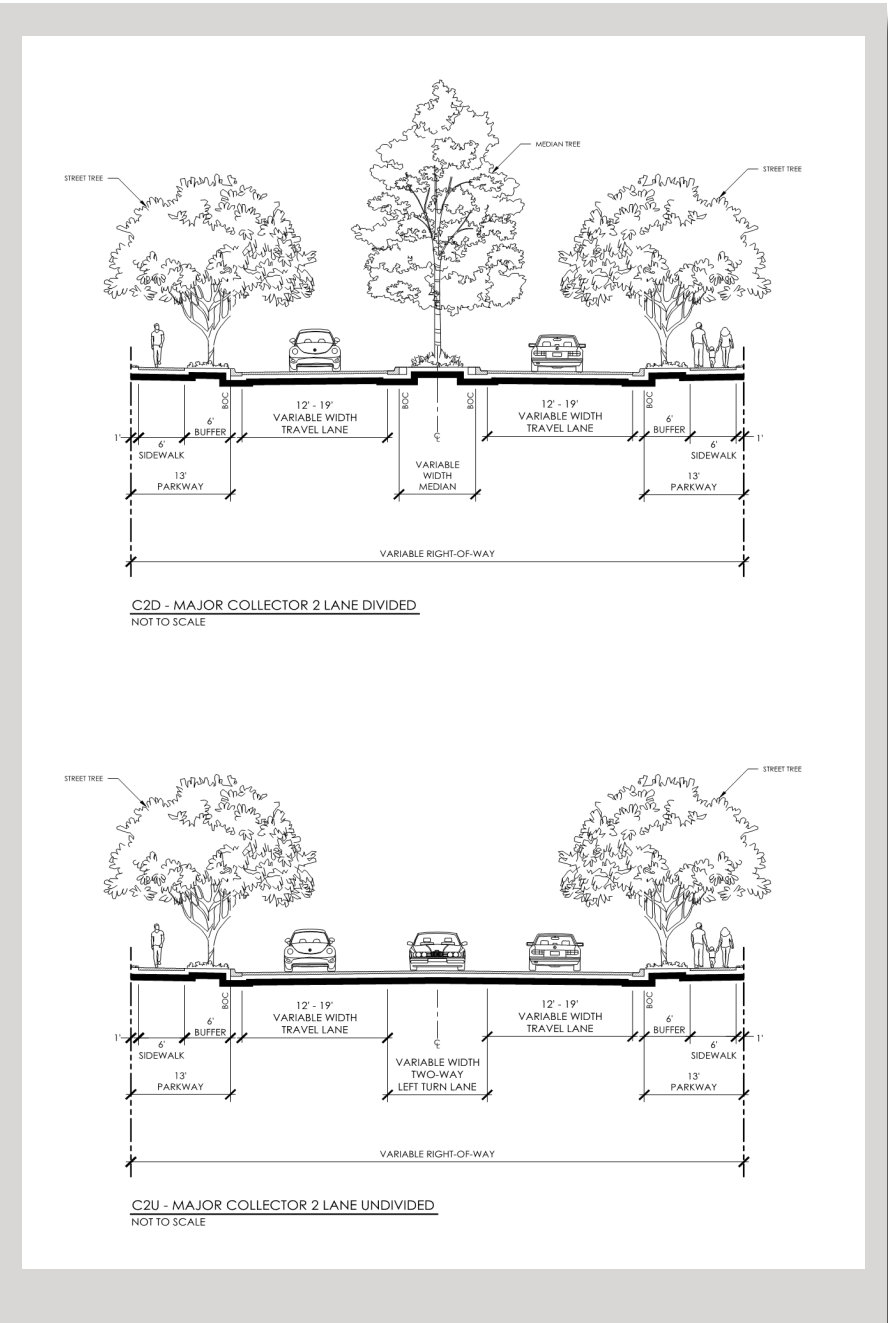 MEDIAN TREE
STREET TREE
STREET TREE
BOC
BOC
BOC
BOC
12' - 19'
VARIABLE WIDTH
TRAVEL LANE
12' - 19'
VARIABLE WIDTH
TRAVEL LANE
6'
BUFFER
6'
BUFFER
1'
6'
SIDEWALK
℄
6'
SIDEWALK
1'
13'
PARKWAY
VARIABLE
WIDTH
MEDIAN
13'
PARKWAY
VARIABLE RIGHT-OF-WAY
C2D - MAJOR COLLECTOR 2 LANE DIVIDED
NOT TO SCALE
STREET TREE
STREET TREE
BOC
BOC
12' - 19'
VARIABLE WIDTH
TRAVEL LANE
12' - 19'
VARIABLE WIDTH
TRAVEL LANE
6'
BUFFER
6'
BUFFER
1'
6'
SIDEWALK
℄
6'
SIDEWALK
1'
13'
PARKWAY
VARIABLE WIDTH
TWO-WAY
LEFT TURN LANE
13'
PARKWAY
VARIABLE RIGHT-OF-WAY
C2U - MAJOR COLLECTOR 2 LANE UNDIVIDED
NOT TO SCALE